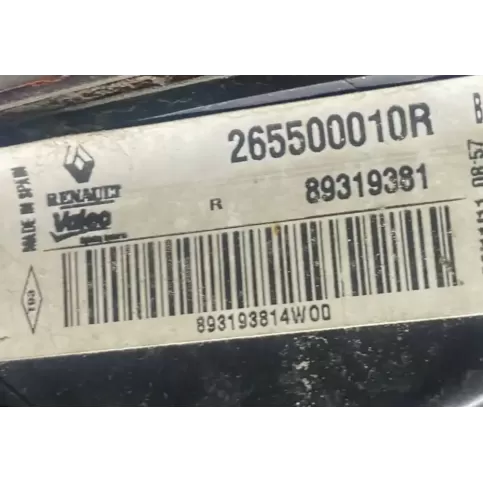 265500010R
MADE IN SPAIN
RENAULT
R
89319381
Valeo
893193814W00